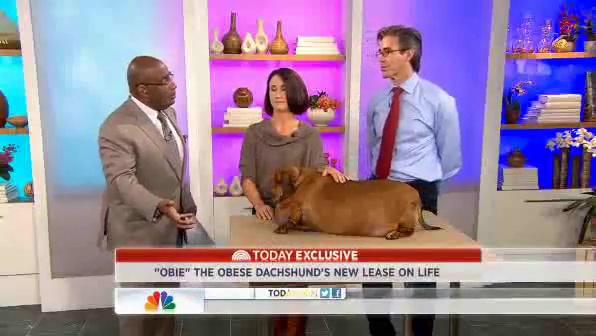 TODAY EXCLUSIVE
"OBIE" THE OBESE DACHSHUND'S NEW LEASE ON LIFE